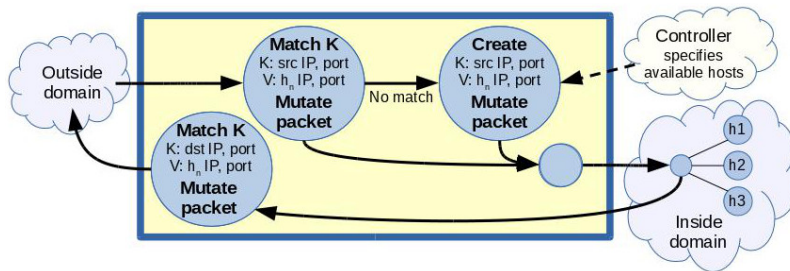 Outside
domain
Match K
K: src IP, port
V: hn IP, port
Mutate
packet
No match
Create
K: src IP, port
V: hn IP, port
Mutate
packet
Controller
specifies
available hosts
Match K
K: dst IP, port
V: hn IP, port
Mutate
packet
h1
h2
h3
Inside
domain